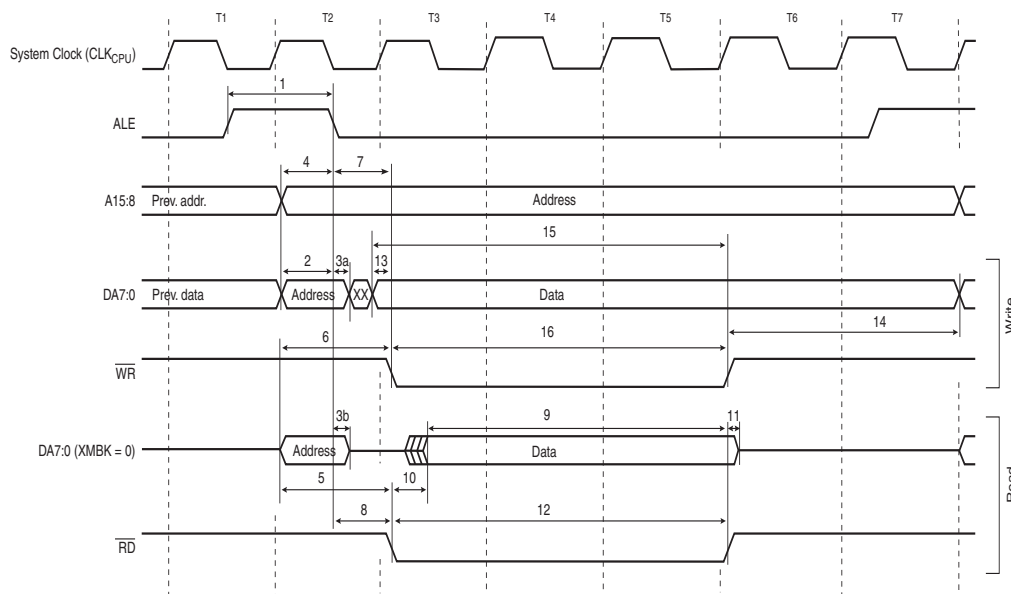 T1 T2 T3 T4 T5 T6 T7
System Clock (CLKCPU)
1
ALE
4 7
A15:8 Prev. addr. Address
15
2 3a 13
DA7:0 Prev. data Address XX Data
14
6 16
WR
Write
3b 9 11
DA7:0 (XMBK = 0) Address Data
5 10
8 12
RD
Read